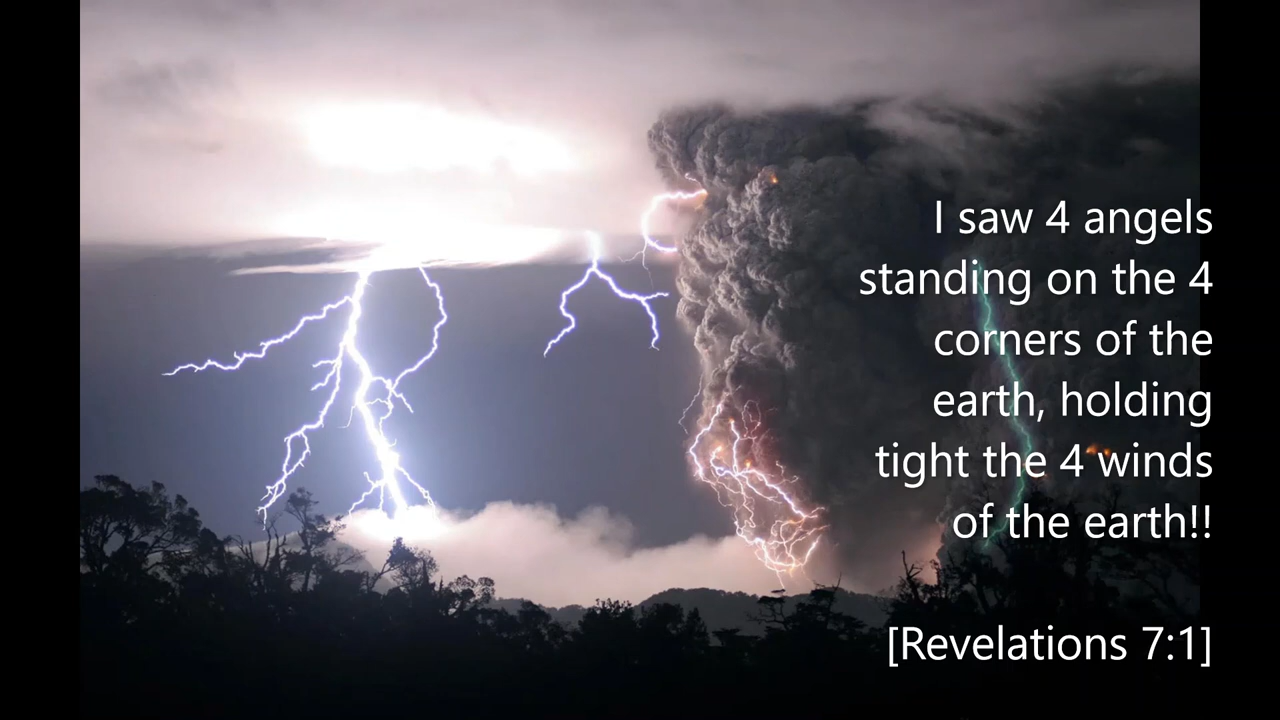 I saw 4 angels
standing on the 4
corners of the
earth, holding
tight the 4 winds
of the earth!!
[Revelations 7:1]